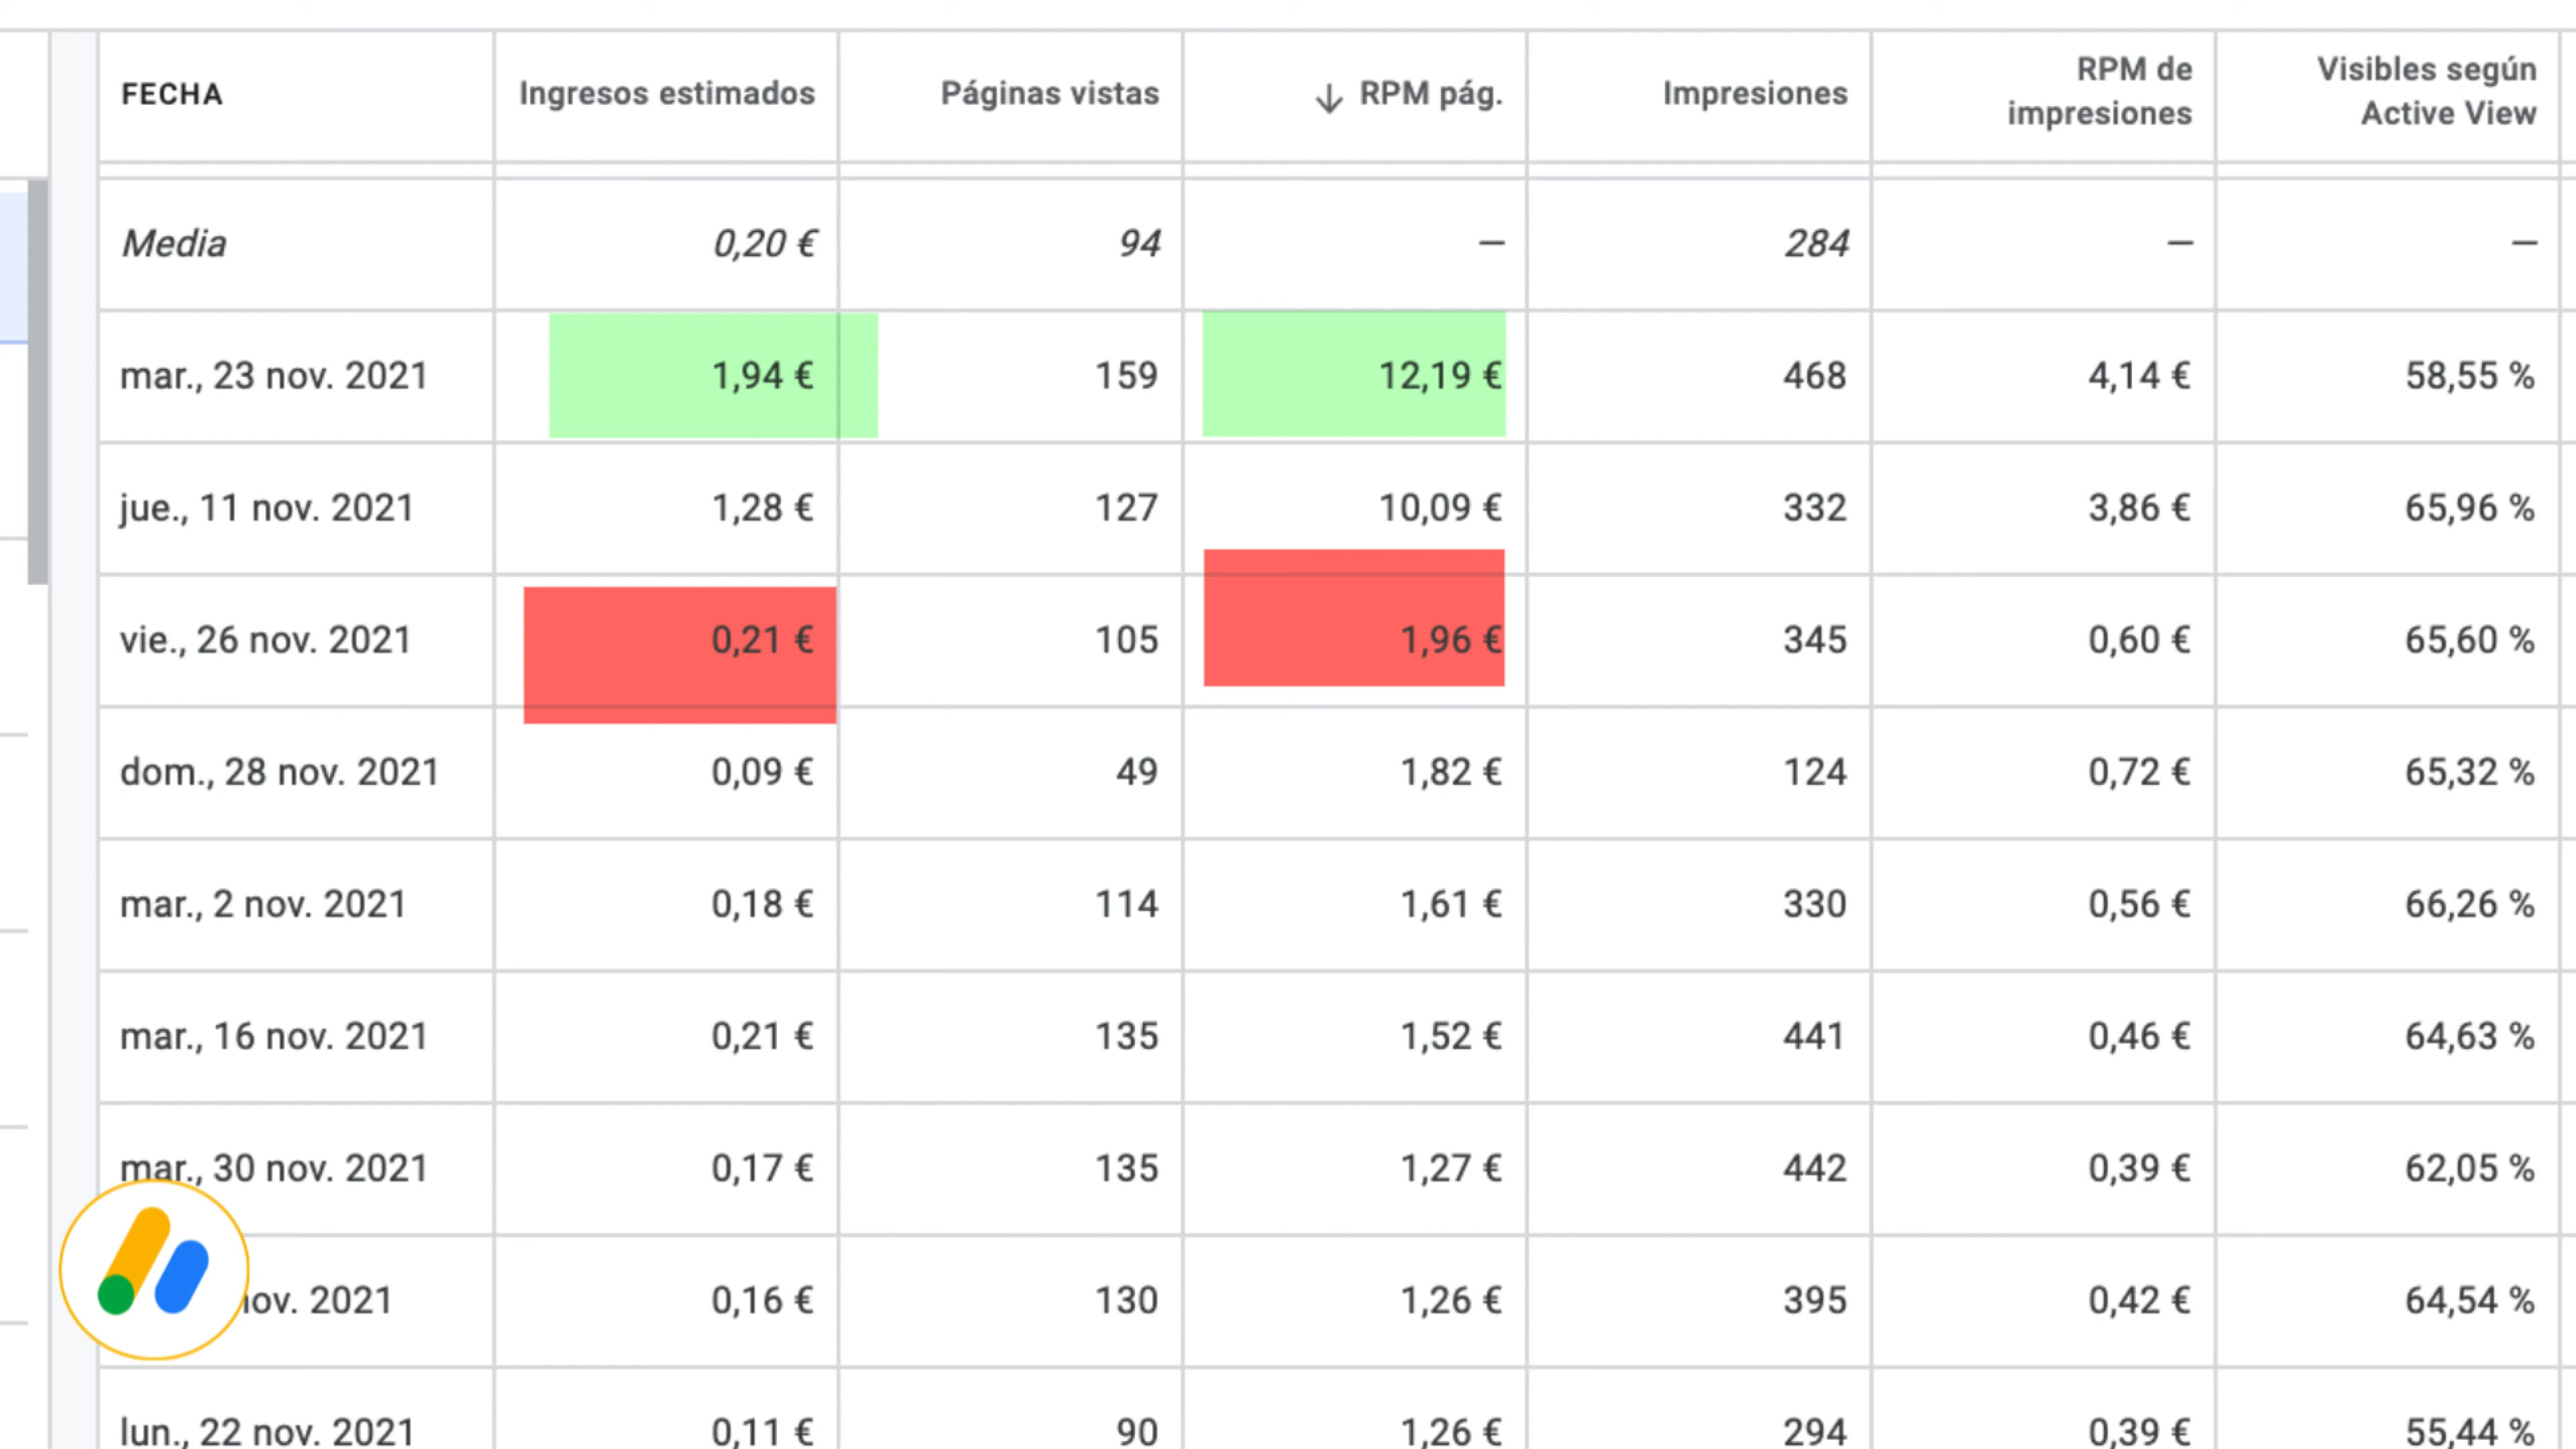 FECHA Ingresos estimados Páginas vistas ↓ RPM pág. Impresiones RPM de impresiones Visibles según Active View
Media 0,20 € 94 — — 284 — —
mar., 23 nov. 2021 1,94 € 159 12,19 € 468 4,14 € 58,55 %
jue., 11 nov. 2021 1,28 € 127 10,09 € 332 3,86 € 65,96 %
vie., 26 nov. 2021 0,21 € 105 1,96 € 345 0,60 € 65,60 %
dom., 28 nov. 2021 0,09 € 49 1,82 € 124 0,72 € 65,32 %
mar., 2 nov. 2021 0,18 € 114 1,61 € 330 0,56 € 66,26 %
mar., 16 nov. 2021 0,21 € 135 1,52 € 441 0,46 € 64,63 %
mar., 30 nov. 2021 0,17 € 135 1,27 € 442 0,39 € 62,05 %
2021 0,16 € 130 1,26 € 395 0,42 € 64,54 %
lun., 22 nov. 2021 0,11 € 90 1,26 € 294 0,39 € 55,44 %